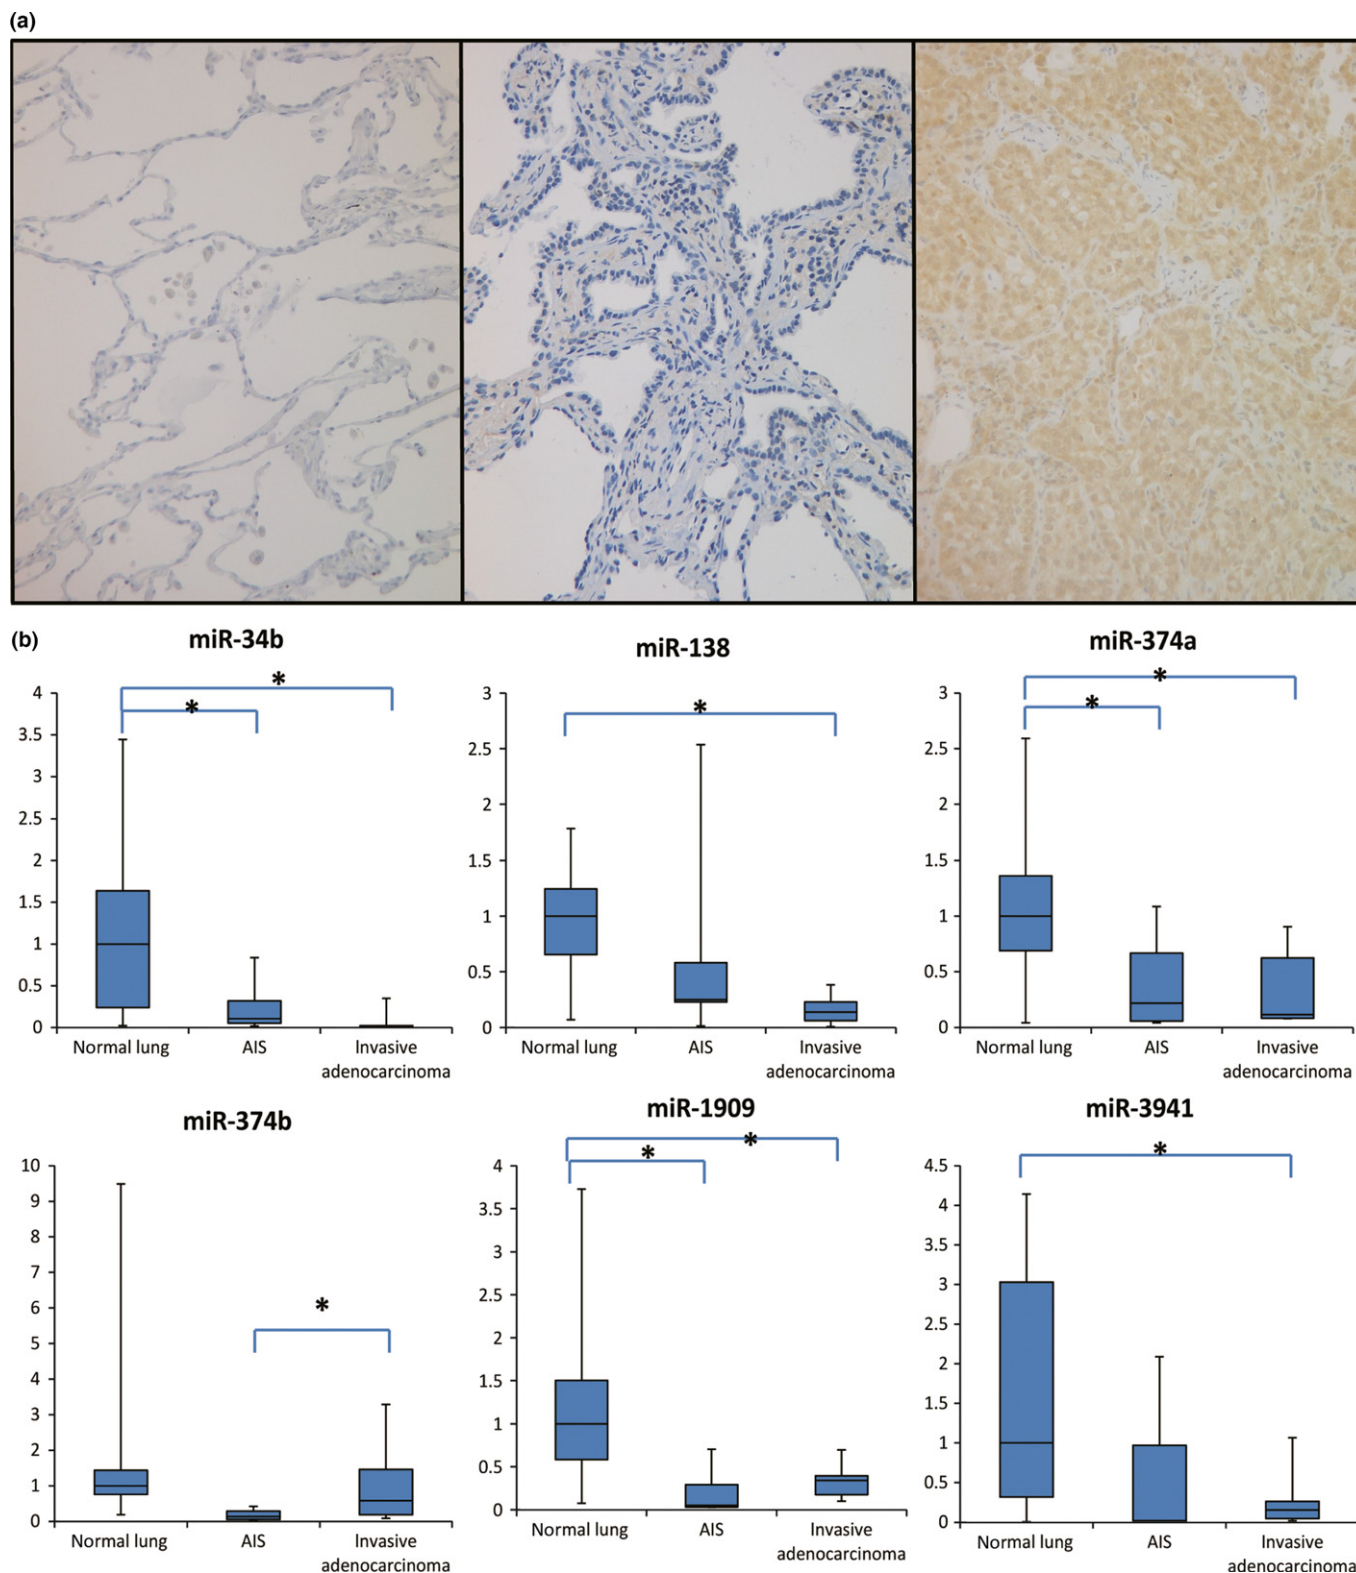 (a)
(b)
miR-34b
*
*
4
3.5
3
2.5
2
1.5
1
0.5
0
Normal lung
AIS
Invasive
adenocarcinoma
miR-138
*
3
2.5
2
1.5
1
0.5
0
Normal lung
AIS
Invasive
adenocarcinoma
miR-374a
*
*
3
2.5
2
1.5
1
0.5
0
Normal lung
AIS
Invasive
adenocarcinoma
miR-374b
*
10
9
8
7
6
5
4
3
2
1
0
Normal lung
AIS
Invasive
adenocarcinoma
miR-1909
*
*
4
3.5
3
2.5
2
1.5
1
0.5
0
Normal lung
AIS
Invasive
adenocarcinoma
miR-3941
*
4.5
4
3.5
3
2.5
2
1.5
1
0.5
0
Normal lung
AIS
Invasive
adenocarcinoma